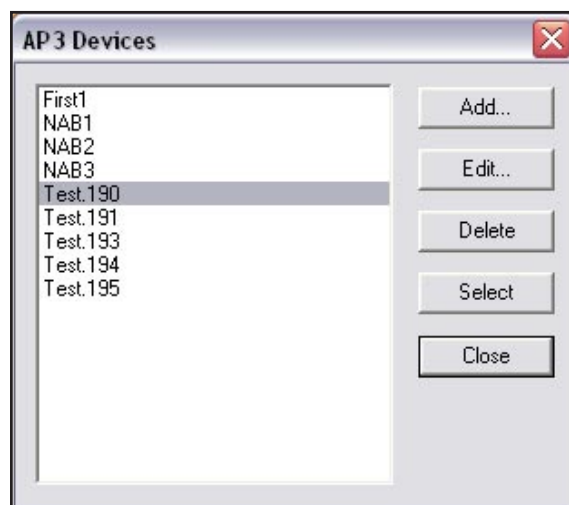 AP3 Devices
First1
NAB1
NAB2
NAB3
Test.190
Test.191
Test.193
Test.194
Test.195
Add...
Edit...
Delete
Select
Close